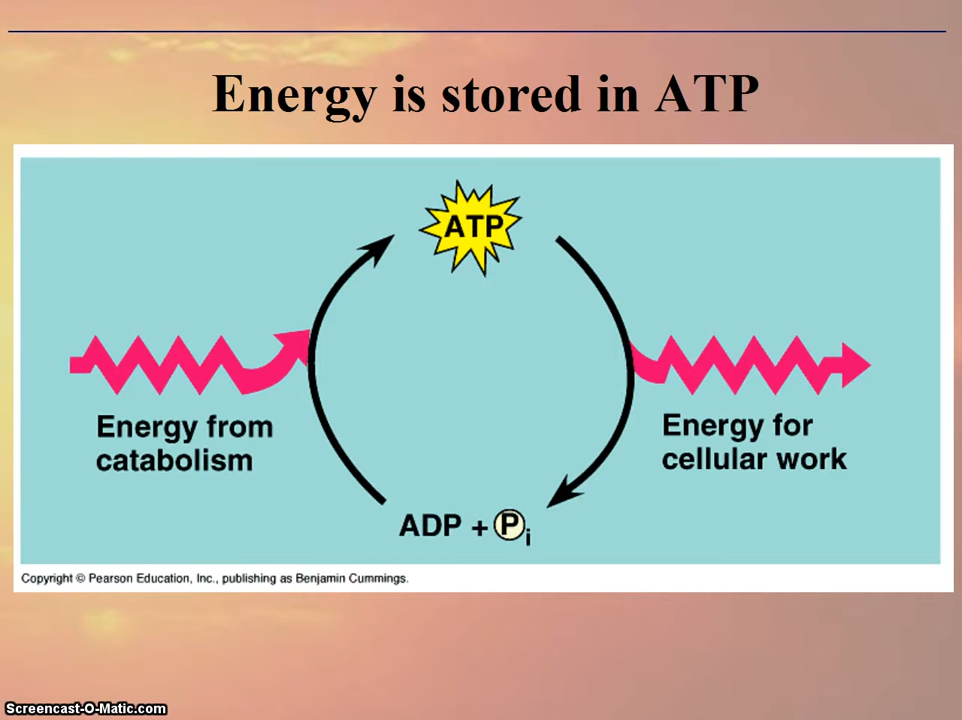 Energy is stored in ATP
ATP
Energy from
catabolism
Energy for
cellular work
ADP + Pi
Copyright © Pearson Education, Inc., publishing as Benjamin Cummings.
Screencast-O-Matic.com